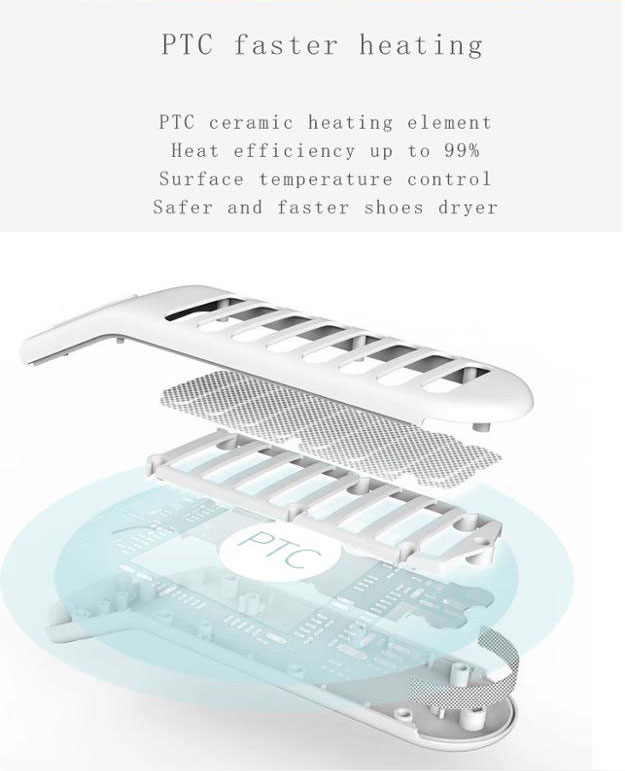 PTC faster heating
PTC ceramic heating element
Heat efficiency up to 99%
Surface temperature control
Safer and faster shoes dryer
PTC